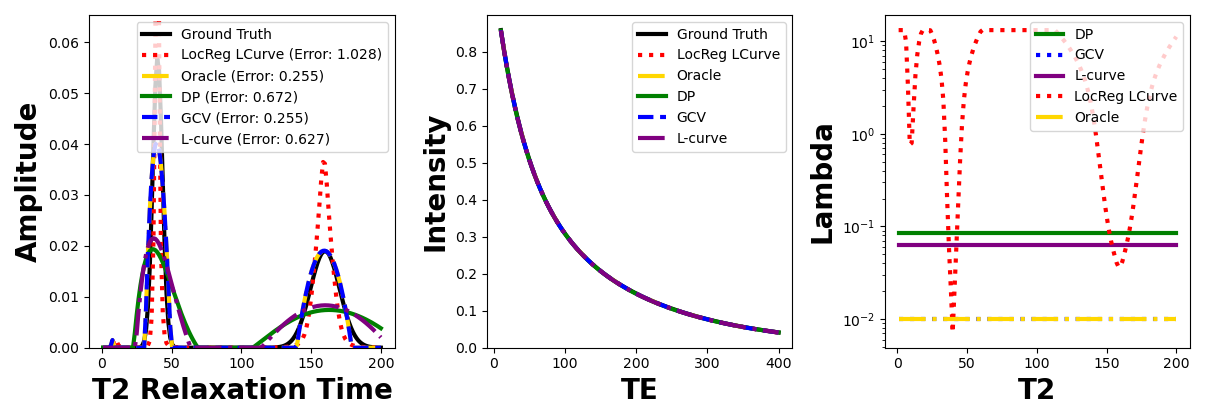 Amplitude
0.06
0.05
0.04
0.03
0.02
0.01
0.00
0 50 100 150 200
T2 Relaxation Time
Ground Truth
LocReg LCurve (Error: 1.028)
Oracle (Error: 0.255)
DP (Error: 0.672)
GCV (Error: 0.255)
L-curve (Error: 0.627)
Intensity
0.8
0.7
0.6
0.5
0.4
0.3
0.2
0.1
0.0
0 100 200 300 400
TE
Ground Truth
LocReg LCurve
Oracle
DP
GCV
L-curve
Lambda
10¹
10⁰
10⁻¹
10⁻²
0 50 100 150 200
T2
DP
GCV
L-curve
LocReg LCurve
Oracle